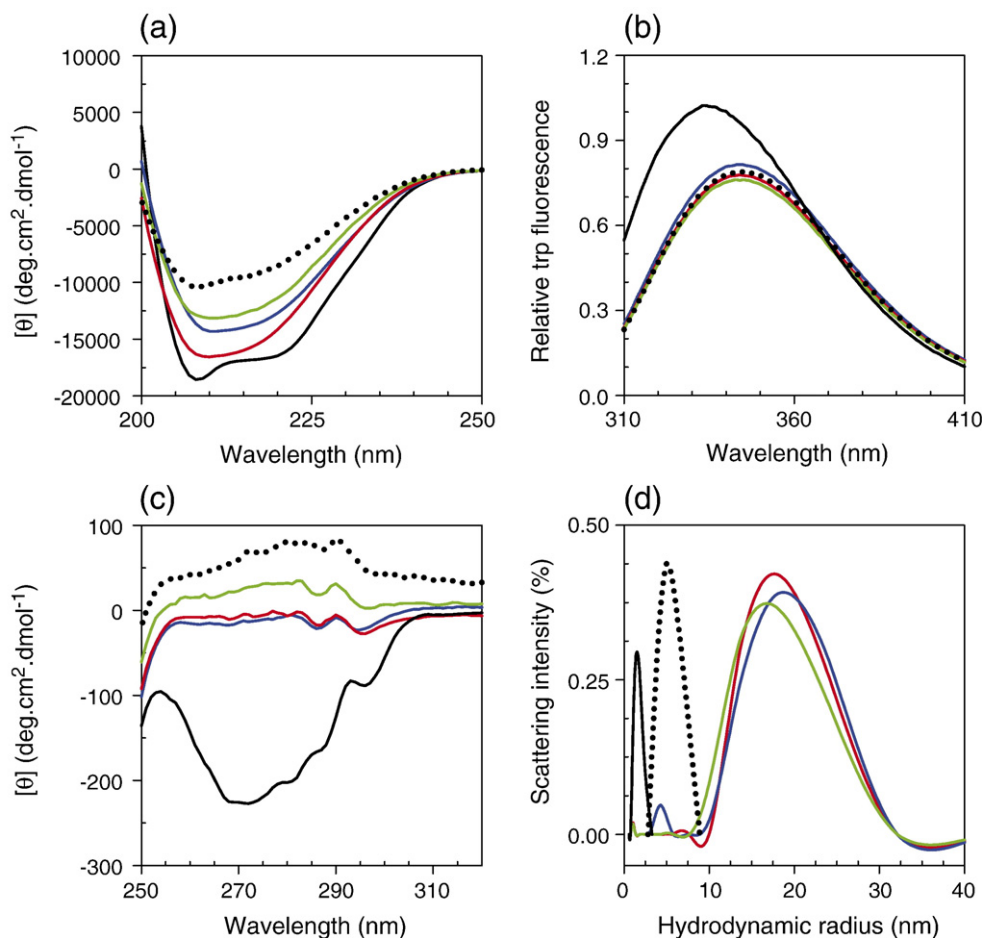 (a)
[θ] (deg.cm².dmol⁻¹)
10000
5000
0
-5000
-10000
-15000
-20000
200
225
250
Wavelength (nm)
(b)
Relative trp fluorescence
1.2
0.9
0.6
0.3
0.0
310
360
410
Wavelength (nm)
(c)
[θ] (deg.cm².dmol⁻¹)
100
0
-100
-200
-300
250
270
290
310
Wavelength (nm)
(d)
Scattering intensity (%)
0.50
0.25
0.00
0
10
20
30
40
Hydrodynamic radius (nm)